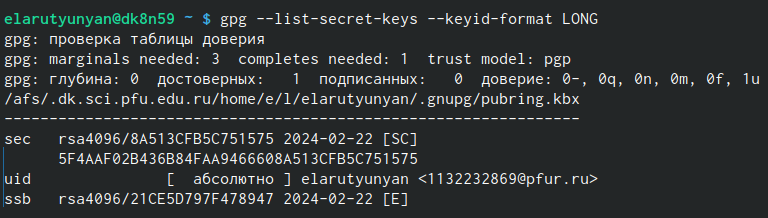 elarutyunyan@dk8n59 ~ $ gpg --list-secret-keys --keyid-format LONG
gpg: проверка таблицы доверия
gpg: marginals needed: 3  completes needed: 1  trust model: pgp
gpg: глубина: 0  достоверных:   1  подписанных:   0  доверие: 0-, 0q, 0n, 0m, 0f, 1u
/afs/.dk.sci.pfu.edu.ru/home/e/l/elarutyunyan/.gnupg/pubring.kbx
----------------------------------------------------------------
sec   rsa4096/8A513CFB5C751575 2024-02-22 [SC]
      5F4AAF02B436B84FAA9466608A513CFB5C751575
uid                 [  абсолютно ] elarutyunyan <1132232869@pfur.ru>
ssb   rsa4096/21CE5D797F478947 2024-02-22 [E]